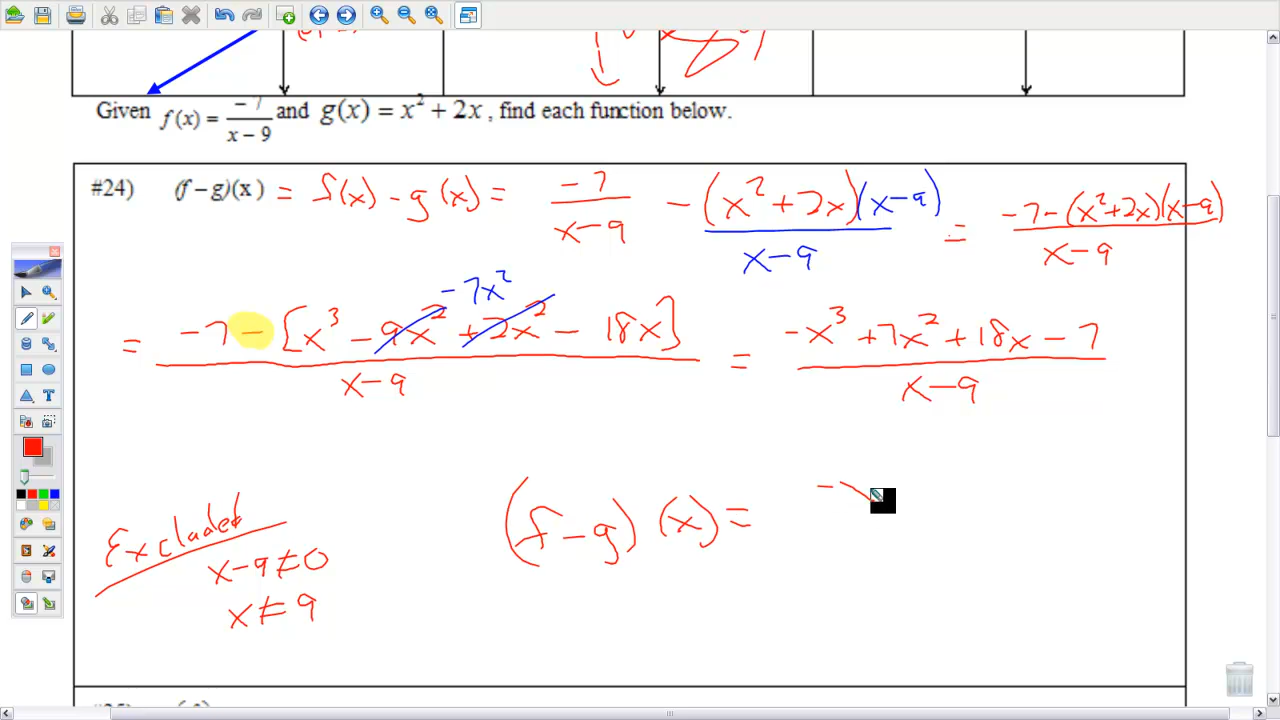 Given f(x) = -7/(x - 9) and g(x) = x² + 2x, find each function below.
#24) (f - g)(x) = f(x) - g(x) = -7/(x-9) - (x² + 2x)(x-9)/(x-9) = (-7-(x²+2x)(x-9))/(x-9)
-7x²
= (-7 - [x³ - 9x² + 2x² - 18x])/(x-9) = (-x³ + 7x² + 18x - 7)/(x-9)
(f-g)(x) = -
Excluded
x-9≠0
x≠9